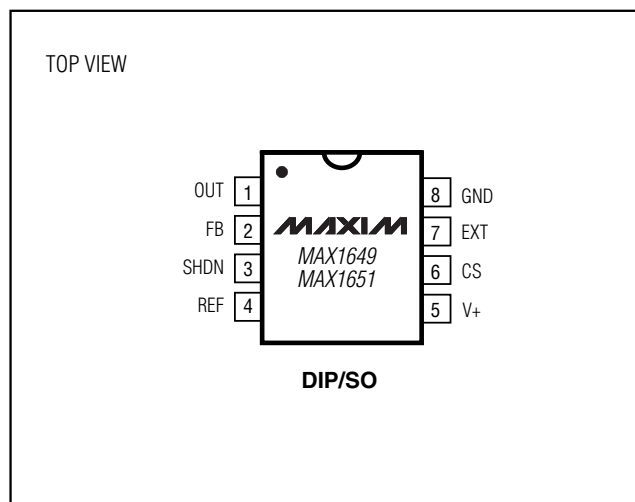 TOP VIEW
OUT 1
FB 2
SHDN 3
REF 4
MAXIM
MAX1649
MAX1651
8 GND
7 EXT
6 CS
5 V+
DIP/SO